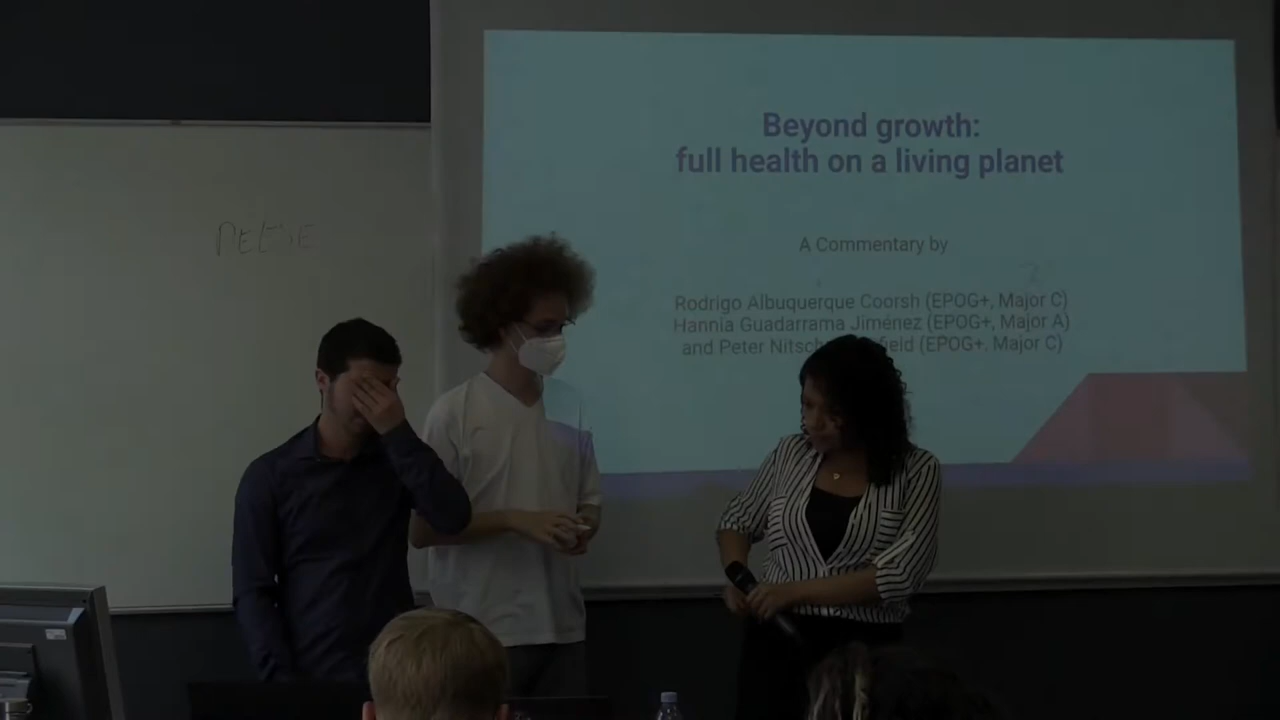 Beyond growth:
full health on a living planet
A Commentary by
Rodrigo Albuquerque Coorsh (EPOG+, Major C)
Hannia Guadarrama Jiménez (EPOG+, Major A)
and Peter (EPOG+, Major C)